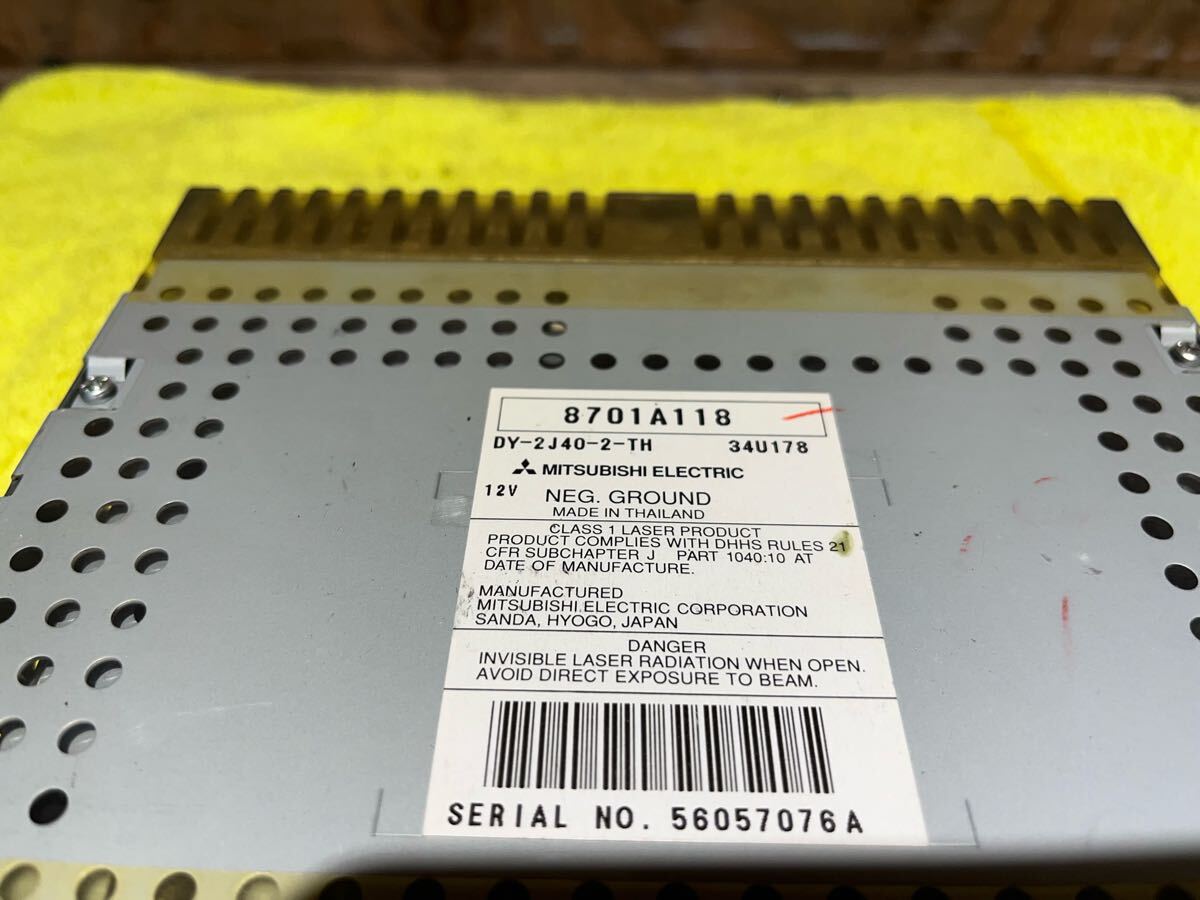 8701A118
DY-2J40-2-TH 34U178
MITSUBISHI ELECTRIC
12V NEG. GROUND
MADE IN THAILAND
CLASS 1 LASER PRODUCT
PRODUCT COMPLIES WITH DHHS RULES 21
CFR SUBCHAPTER J PART 1040:10 AT
DATE OF MANUFACTURE.
MANUFACTURED
MITSUBISHI ELECTRIC CORPORATION
SANDA, HYOGO, JAPAN
DANGER
INVISIBLE LASER RADIATION WHEN OPEN.
AVOID DIRECT EXPOSURE TO BEAM.
SERIAL NO. 56057076A